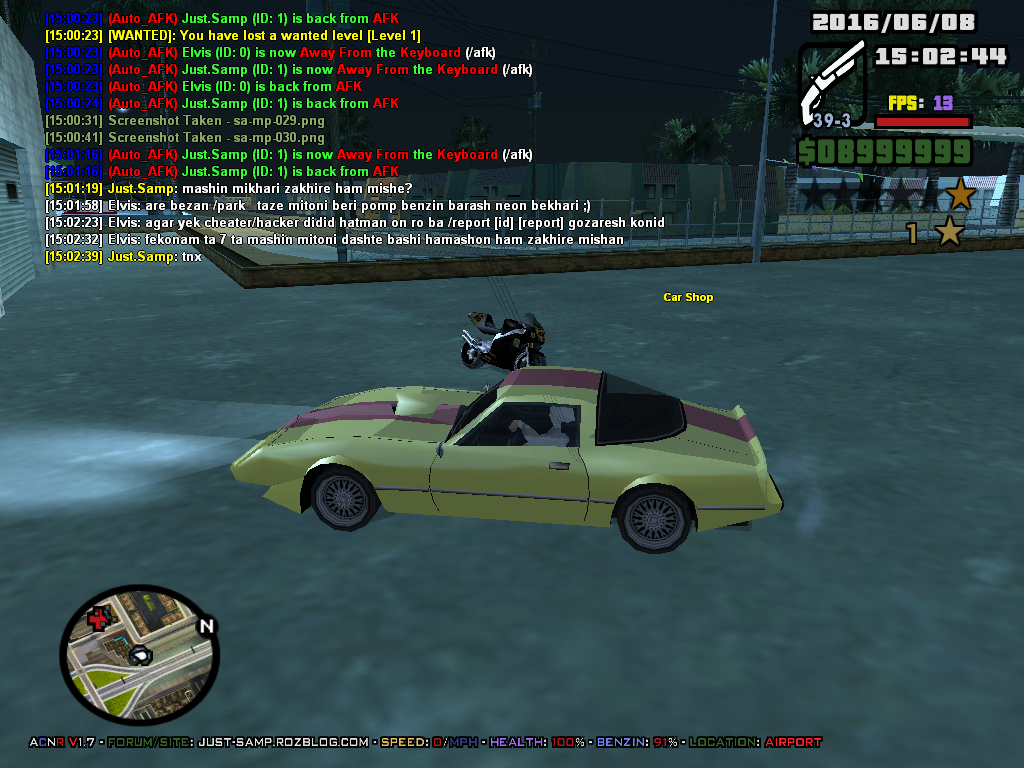 [15:00:23] (Auto_AFK) Just.Samp (ID: 1) is back from AFK
[15:00:23] [WANTED]: You have lost a wanted level [Level 1]
[15:00:23] (Auto_AFK) Elvis (ID: 0) is now Away From the Keyboard (/afk)
[15:00:23] (Auto_AFK) Just.Samp (ID: 1) is now Away From the Keyboard (/afk)
[15:00:23] (Auto_AFK) Elvis (ID: 0) is back from AFK
[15:00:24] (Auto_AFK) Just.Samp (ID: 1) is back from AFK
[15:00:31] Screenshot Taken - sa-mp-029.png
[15:00:41] Screenshot Taken - sa-mp-030.png
[15:01:16] (Auto_AFK) Just.Samp (ID: 1) is now Away From the Keyboard (/afk)
[15:01:16] (Auto_AFK) Just.Samp (ID: 1) is back from AFK
[15:01:19] Just.Samp: mashin mikhari zakhire ham mishe?
[15:01:58] Elvis: are bezan /park taze mitoni beri pomp benzin barash neon bekhari ;)
[15:02:23] Elvis: agar yek cheater/hacker didid hatman on ro ba /report [id] [report] gozaresh konid
[15:02:32] Elvis: fekonam ta 7 ta mashin mitoni dashte bashi hamashon ham zakhire mishan
[15:02:39] Just.Samp: tnx
2016/06/08
15:02:44
FPS: 13
39-3
$08999999
1
Car Shop
N
ACNR V1.7 - FORUM/SITE: JUST-SAMP.ROZBLOG.COM - SPEED: 0/MPH - HEALTH: 100% - BENZIN: 91% - LOCATION: AIRPORT